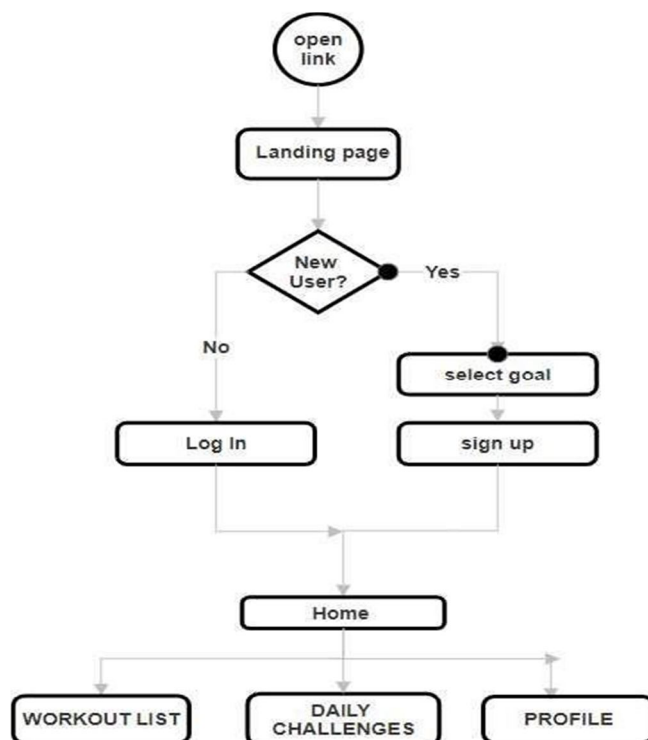 open
link
Landing page
New
User?
Yes
No
select goal
Log In
sign up
Home
WORKOUT LIST
DAILY
CHALLENGES
PROFILE